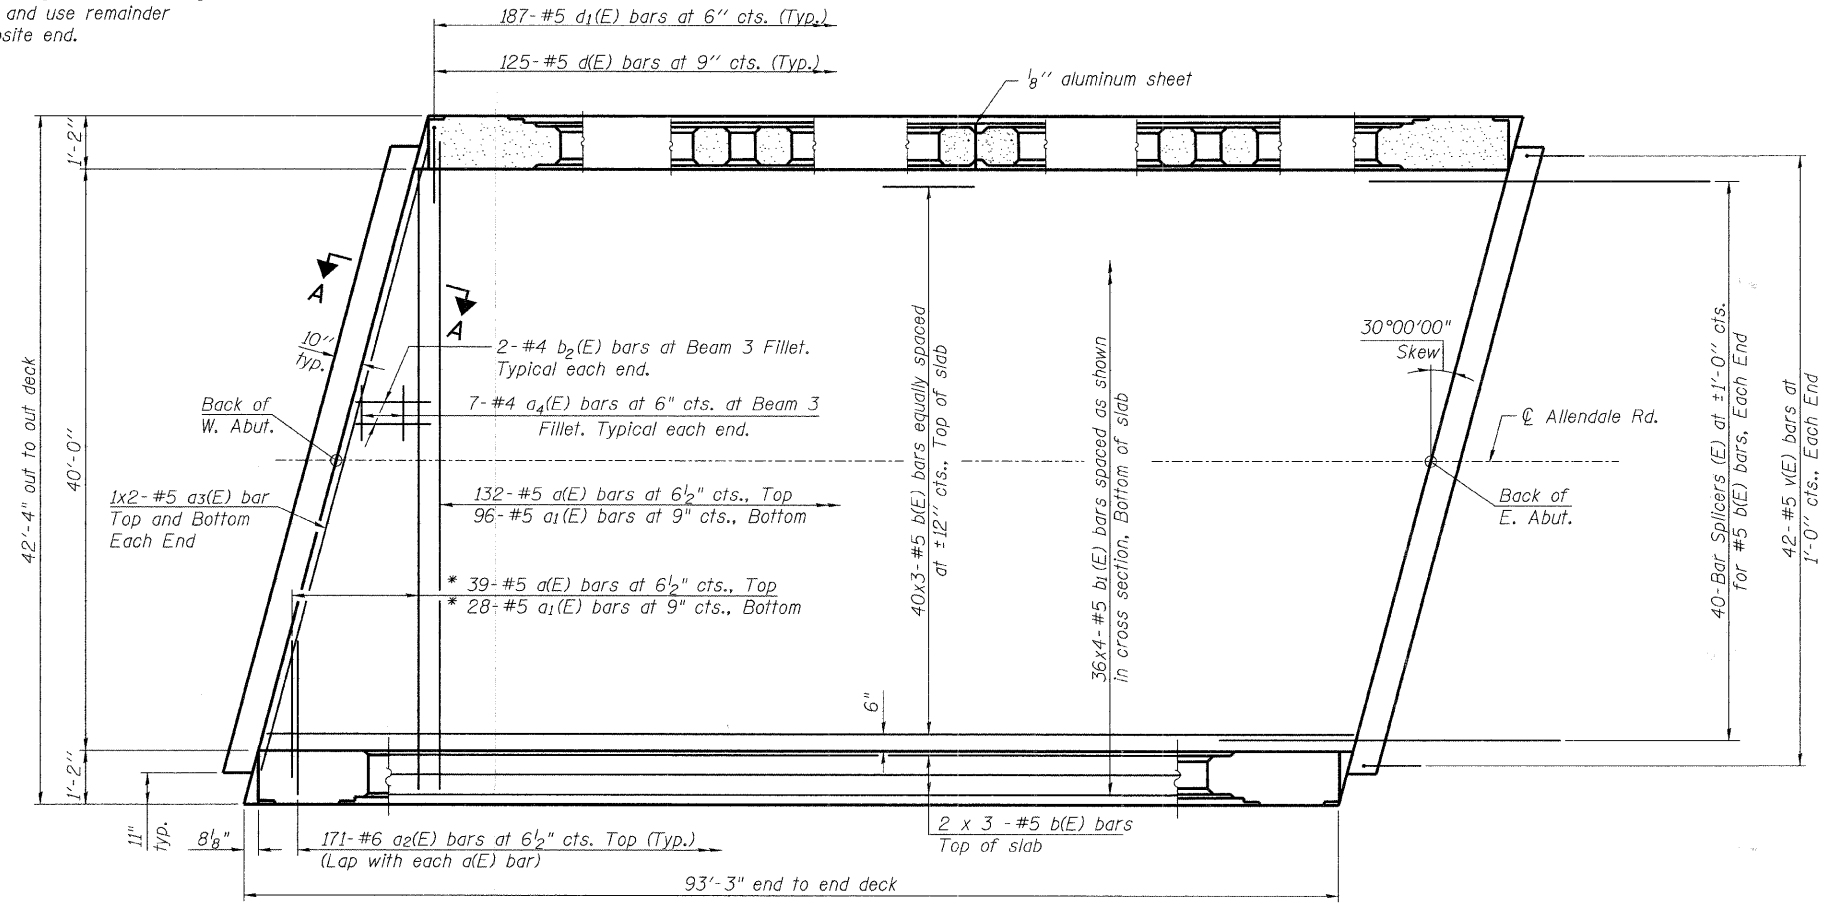 and use remainder
osite end.
187-#5 d1(E) bars at 6" cts. (Typ.)
125-#5 d(E) bars at 9" cts. (Typ.)
1/8" aluminum sheet
1'-2"
40'-0"
1'-2"
42'-4" out to out deck
A
A
10"
typ.
2-#4 b2(E) bars at Beam 3 Fillet.
Typical each end.
7-#4 a4(E) bars at 6" cts. at Beam 3
Fillet. Typical each end.
Back of
W. Abut.
1x2-#5 a3(E) bar
Top and Bottom
Each End
132-#5 a(E) bars at 6 1/2" cts., Top
96-#5 a1(E) bars at 9" cts., Bottom
* 39-#5 a(E) bars at 6 1/2" cts., Top
* 28-#5 a1(E) bars at 9" cts., Bottom
40x3-#5 b(E) bars equally spaced
at ±12" cts., Top of slab
36x4-#5 b1(E) bars spaced as shown
in cross section, Bottom of slab
30°00'00"
Skew
℄ Allendale Rd.
Back of
E. Abut.
40-Bar Splicers (E) at ±1'-0" cts.
for #5 b(E) bars, Each End
42-#5 v(E) bars at
1'-0" cts., Each End
6"
11"
typ.
8 1/8"
171-#6 a2(E) bars at 6 1/2" cts. Top (Typ.)
(Lap with each a(E) bar)
2 x 3 -#5 b(E) bars
Top of slab
93'-3" end to end deck